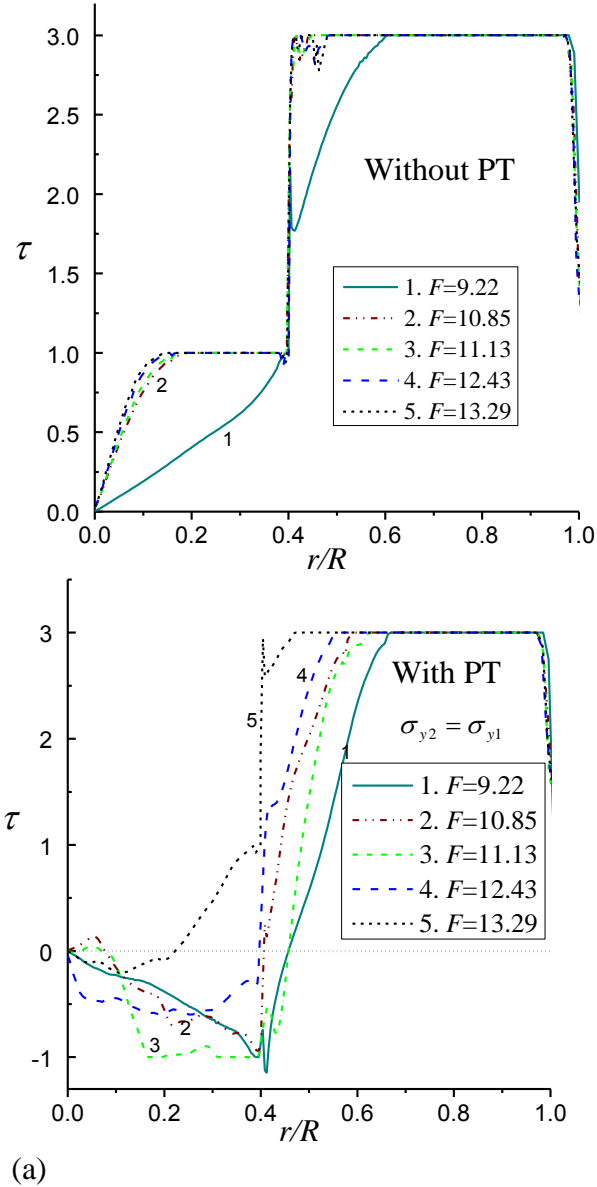 3.0
2.5
2.0
1.5
1.0
0.5
0.0
τ
Without PT
1. F=9.22
2. F=10.85
3. F=11.13
4. F=12.43
5. F=13.29
2
1
0.0 0.2 0.4 0.6 0.8 1.0
r/R
3
2
1
0
-1
τ
With PT
σy2 = σy1
4
5
1
1. F=9.22
2. F=10.85
3. F=11.13
4. F=12.43
5. F=13.29
2
3
0.0 0.2 0.4 0.6 0.8 1.0
r/R
(a)